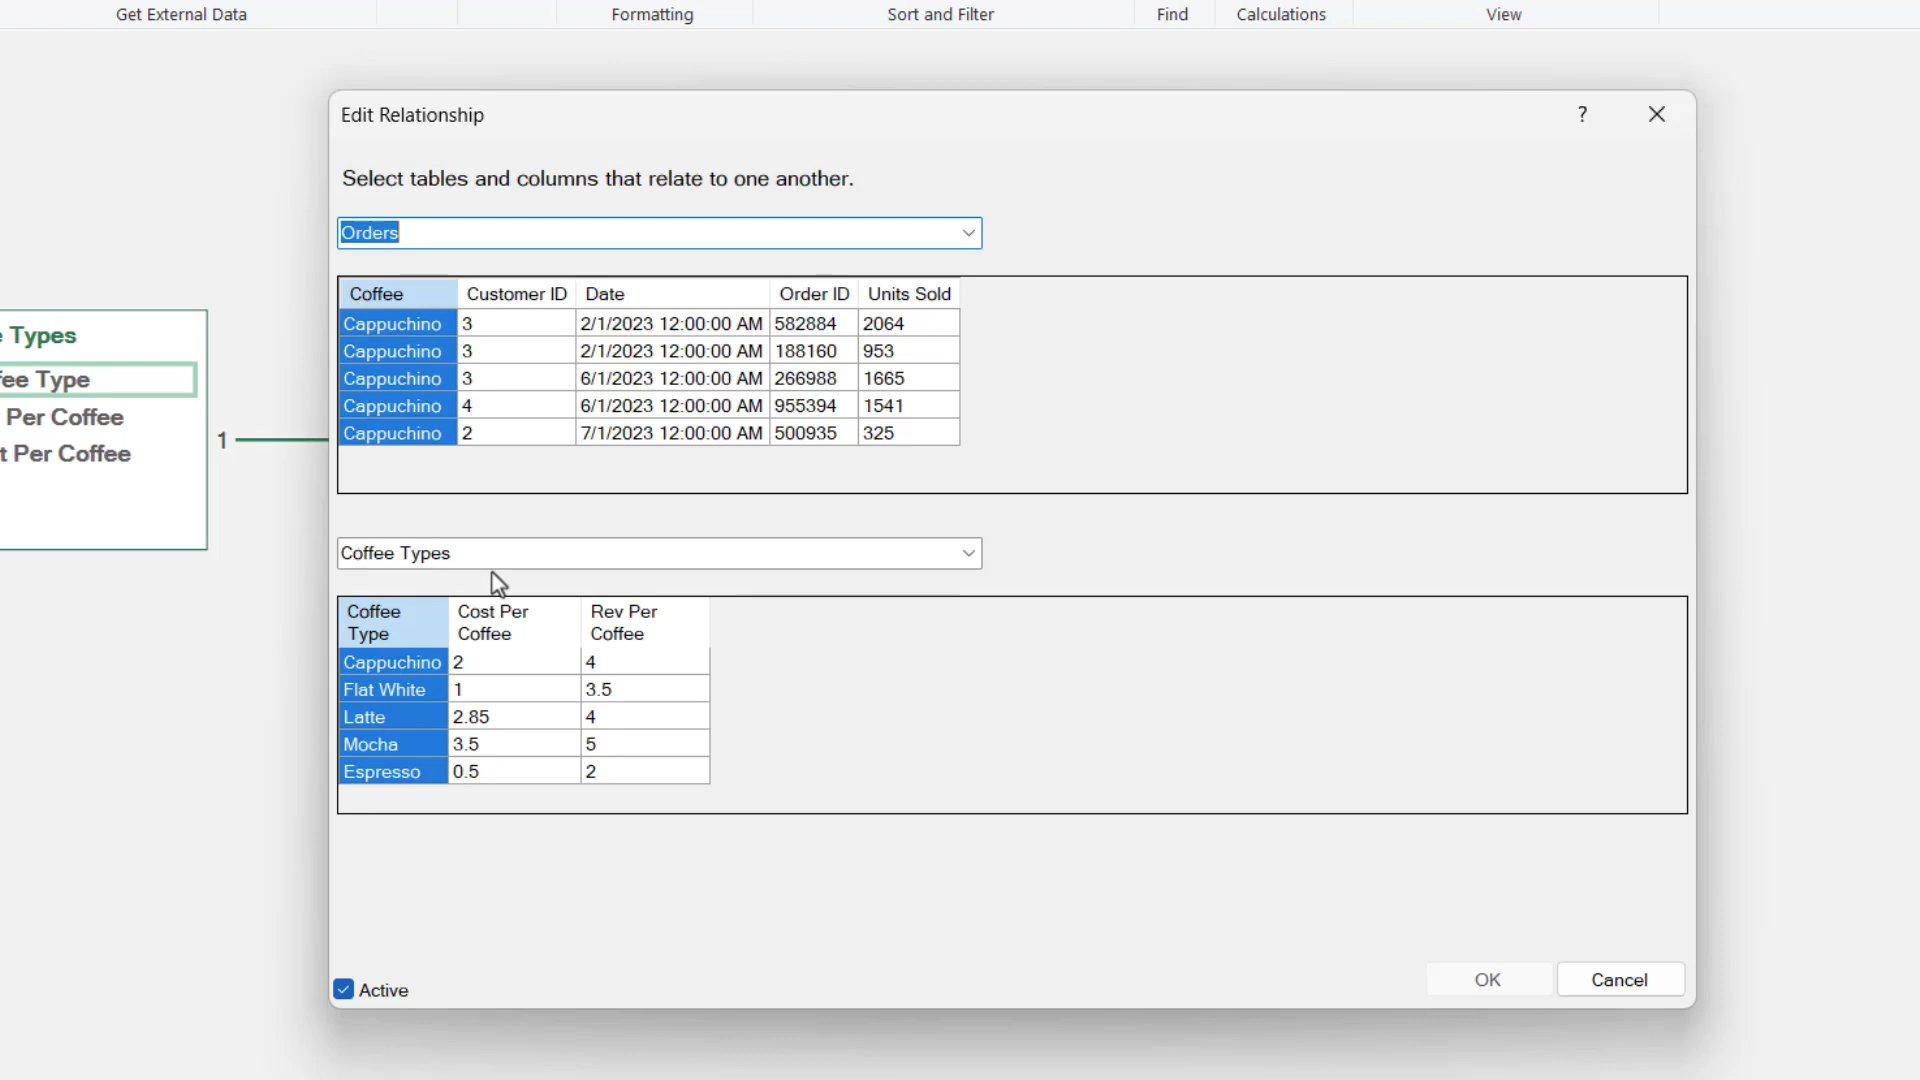 Get External Data
Formatting
Sort and Filter
Find
Calculations
View
Edit Relationship
?
Select tables and columns that relate to one another.
Orders
Coffee Customer ID Date Order ID Units Sold
Cappuchino 3 2/1/2023 12:00:00 AM 582884 2064
Cappuchino 3 2/1/2023 12:00:00 AM 188160 953
Cappuchino 3 6/1/2023 12:00:00 AM 266988 1665
Cappuchino 4 6/1/2023 12:00:00 AM 955394 1541
Cappuchino 2 7/1/2023 12:00:00 AM 500935 325
Coffee Types
Coffee Type Cost Per Coffee Rev Per Coffee
Cappuchino 2 4
Flat White 1 3.5
Latte 2.85 4
Mocha 3.5 5
Espresso 0.5 2
Active
OK
Cancel
Types
fee Type
Per Coffee
t Per Coffee
1